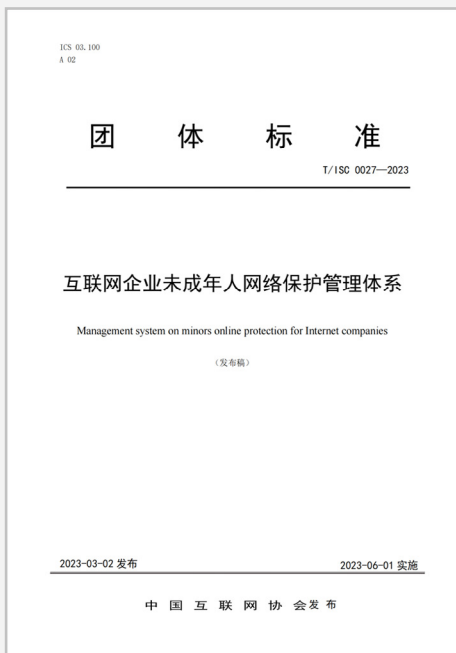 ICS 03.100
A 02
团 体 标 准
T/ISC 0027—2023
互联网企业未成年人网络保护管理体系
Management system on minors online protection for Internet companies
（发布稿）
2023-03-02 发布
2023-06-01 实施
中 国 互 联 网 协 会 发 布